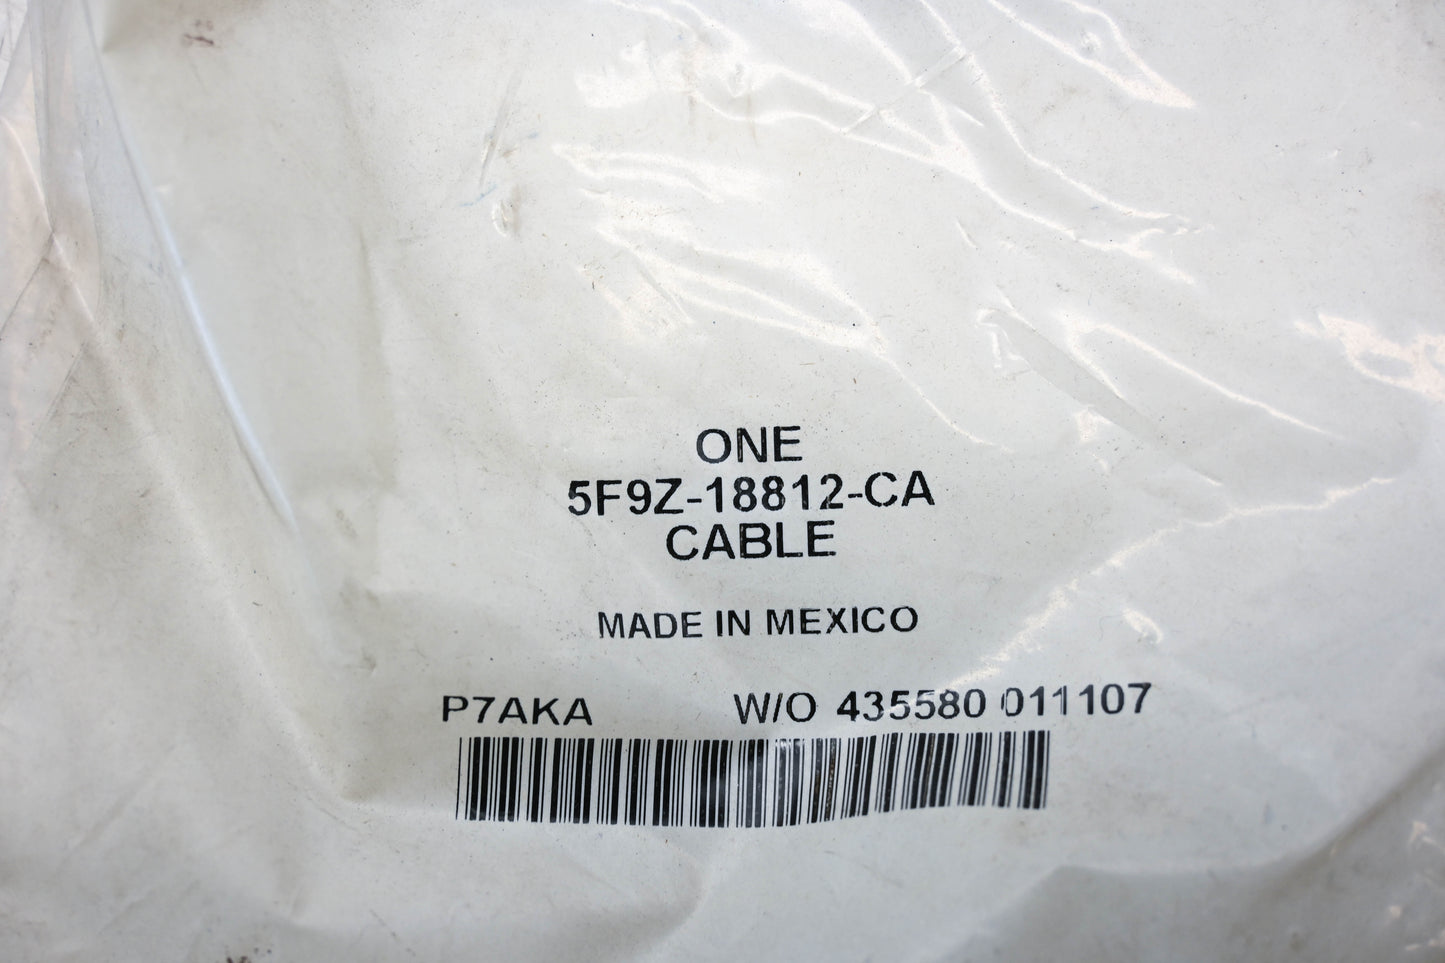 ONE
5F9Z-18812-CA
CABLE
MADE IN MEXICO
P7AKA W/O 435580 011107